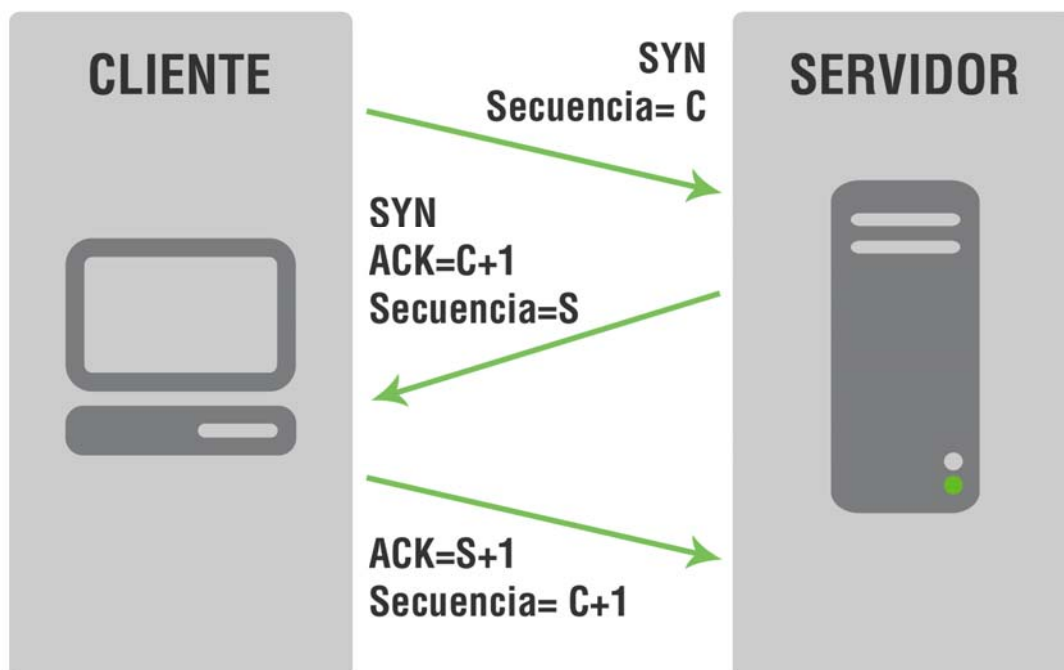 CLIENTE
SYN
Secuencia= C
SERVIDOR
SYN
ACK=C+1
Secuencia=S
ACK=S+1
Secuencia= C+1